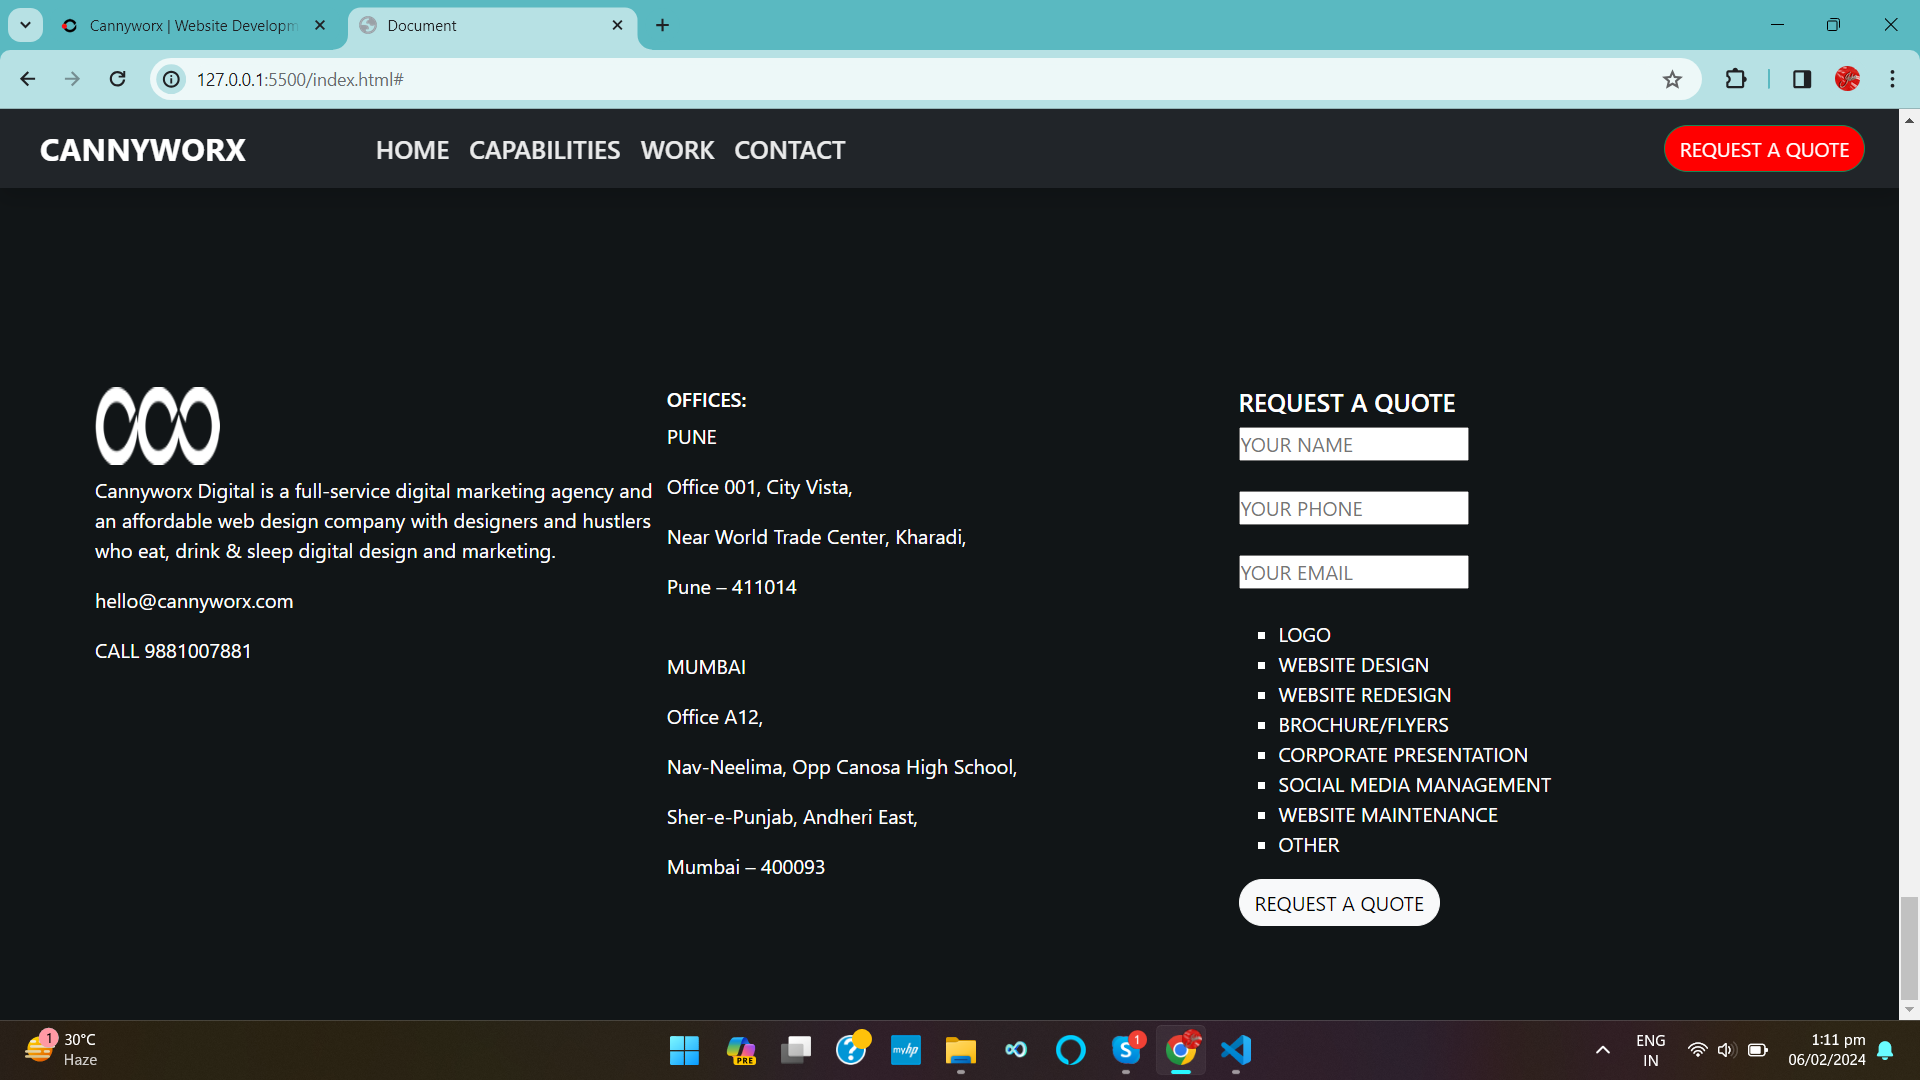 Cannyworx | Website Developm
Document
127.0.0.1:5500/index.html#
CANNYWORX
HOME
CAPABILITIES
WORK
CONTACT
REQUEST A QUOTE
Cannyworx Digital is a full-service digital marketing agency and
an affordable web design company with designers and hustlers
who eat, drink & sleep digital design and marketing.
hello@cannyworx.com
CALL 9881007881
OFFICES:
PUNE
Office 001, City Vista,
Near World Trade Center, Kharadi,
Pune – 411014
MUMBAI
Office A12,
Nav-Neelima, Opp Canosa High School,
Sher-e-Punjab, Andheri East,
Mumbai – 400093
REQUEST A QUOTE
YOUR NAME
YOUR PHONE
YOUR EMAIL
LOGO
WEBSITE DESIGN
WEBSITE REDESIGN
BROCHURE/FLYERS
CORPORATE PRESENTATION
SOCIAL MEDIA MANAGEMENT
WEBSITE MAINTENANCE
OTHER
REQUEST A QUOTE
1
30°C
Haze
PRE
?
myhp
S
1
ENG
IN
1:11 pm
06/02/2024